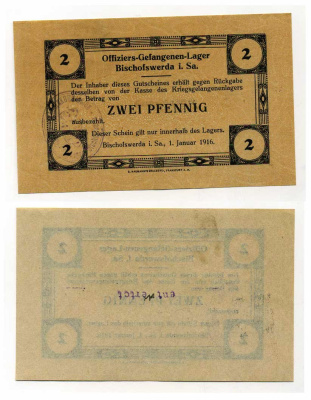 2
2
Offiziers-Gefangenen-Lager
Bischofswerda i. Sa.
Der Inhaber dieses Gutscheines erhält gegen Rückgabe
desselben von der Kasse des Kriegsgefangenenlagers
den Betrag von
ZWEI PFENNIG
ausbezahlt.
Dieser Schein gilt nur innerhalb des Lagers.
Bischofswerda i. Sa., 1. Januar 1916.
2
2
entwertet